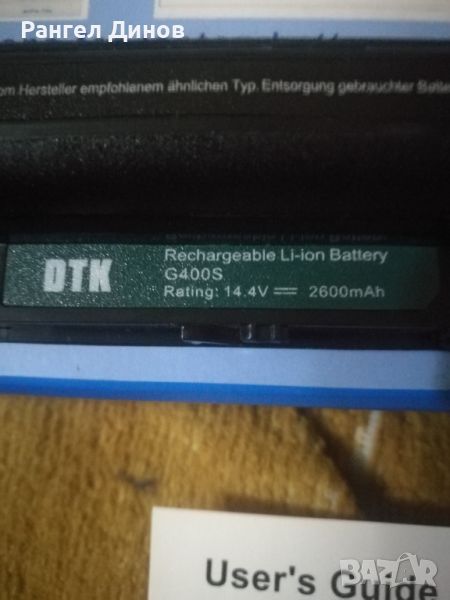 Рангел Динов
om Hersteller empfohlenem ähnlichen Typ. Entsorgung gebrauchter Batte
DTK
Rechargeable Li-ion Battery
G400S
Rating: 14.4V ⎓ 2600mAh
User's Guide
BAZAR